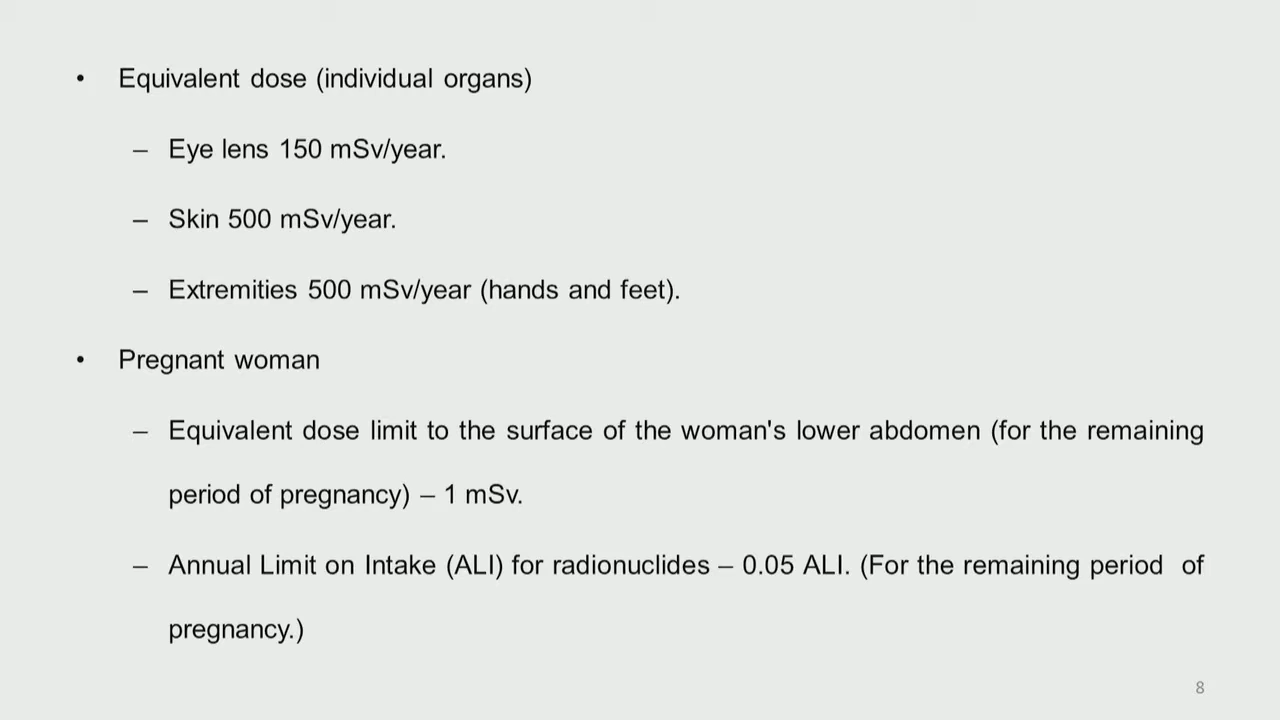 • Equivalent dose (individual organs)
– Eye lens 150 mSv/year.
– Skin 500 mSv/year.
– Extremities 500 mSv/year (hands and feet).
• Pregnant woman
– Equivalent dose limit to the surface of the woman's lower abdomen (for the remaining
period of pregnancy) – 1 mSv.
– Annual Limit on Intake (ALI) for radionuclides – 0.05 ALI. (For the remaining period of
pregnancy.)
8